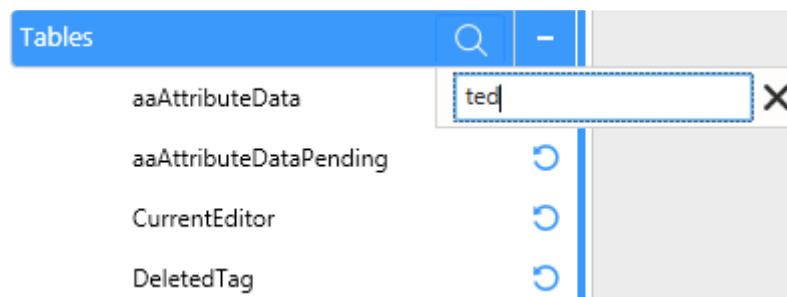 Tables
aaAttributeData
ted
aaAttributeDataPending
CurrentEditor
DeletedTag